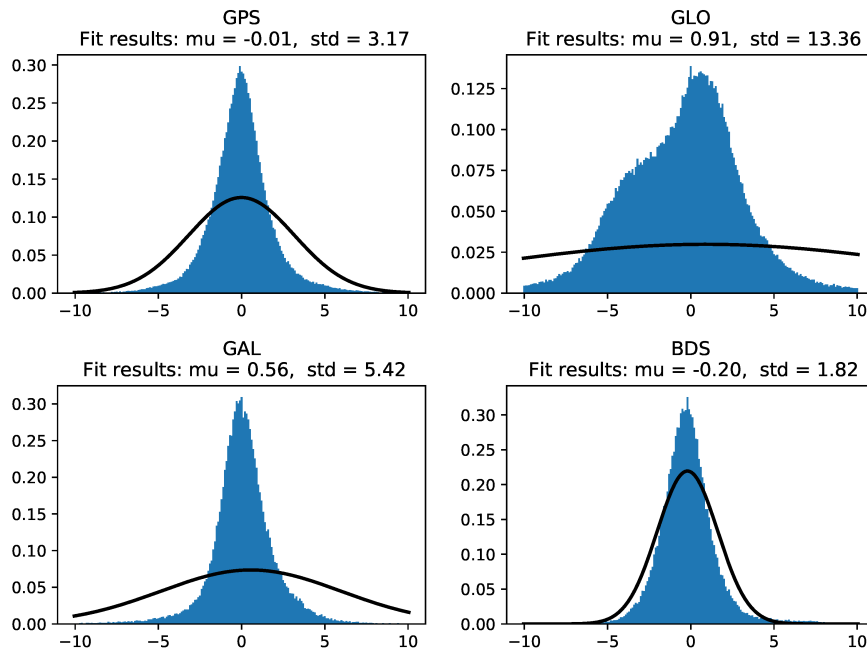 GPS
Fit results: mu = -0.01, std = 3.17
0.30
0.25
0.20
0.15
0.10
0.05
0.00
−10 −5 0 5 10
GLO
Fit results: mu = 0.91, std = 13.36
0.125
0.100
0.075
0.050
0.025
0.000
−10 −5 0 5 10
GAL
Fit results: mu = 0.56, std = 5.42
0.30
0.25
0.20
0.15
0.10
0.05
0.00
−10 −5 0 5 10
BDS
Fit results: mu = -0.20, std = 1.82
0.30
0.25
0.20
0.15
0.10
0.05
0.00
−10 −5 0 5 10